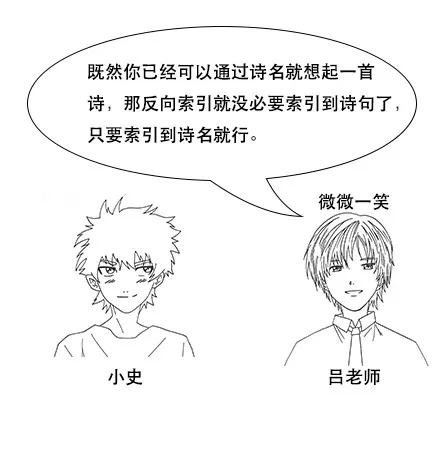 既然你已经可以通过诗名就想起一首
诗，那反向索引就没必要索引到诗句了，
只要索引到诗名就行。
微微一笑
小史
吕老师